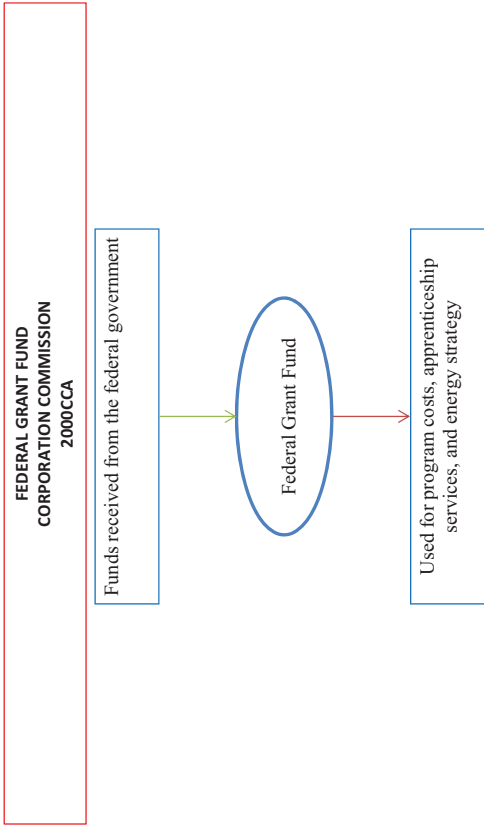 FEDERAL GRANT FUND
CORPORATION COMMISSION
2000CCA
Funds received from the federal government
Federal Grant Fund
Used for program costs, apprenticeship
services, and energy strategy